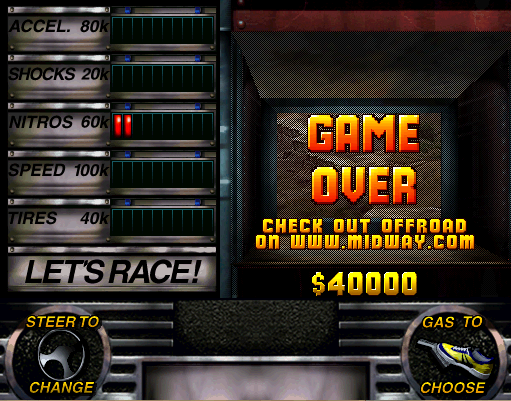 ACCEL. 80k
SHOCKS 20k
NITROS 60k
SPEED 100k
TIRES 40k
LET'S RACE!
GAME
OVER
CHECK OUT OFFROAD
ON WWW.MIDWAY.COM
$40000
STEER TO
CHANGE
GAS TO
CHOOSE